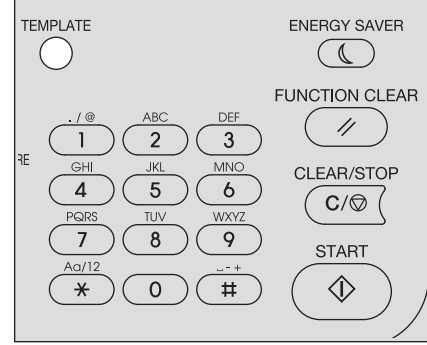 TEMPLATE
ENERGY SAVER
FUNCTION CLEAR
. / @ ABC DEF
1 2 3
RE
GHI JKL MNO
4 5 6
CLEAR/STOP
C/
PQRS TUV WXYZ
7 8 9
START
Aa/12 ⎵ - +
* 0 #